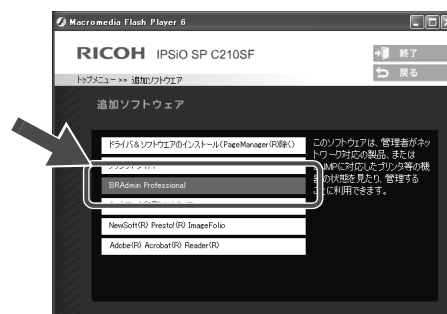 Macromedia Flash Player 6
RICOH IPSiO SP C210SF
終了
戻る
トップメニュー >> 追加ソフトウエア
追加ソフトウェア
ドライバ&ソフトウエアのインストール(PageManager(R)除く)
BRAdmin Professional
NewSoft(R) Presto!(R) ImageFolio
Adobe(R) Acrobat(R) Reader(R)
このソフトウェアは、管理者がネッ
トワーク対応の製品、または
MPに対応したプリンタ等の機
の状態を見たり、管理する
とに利用できます。